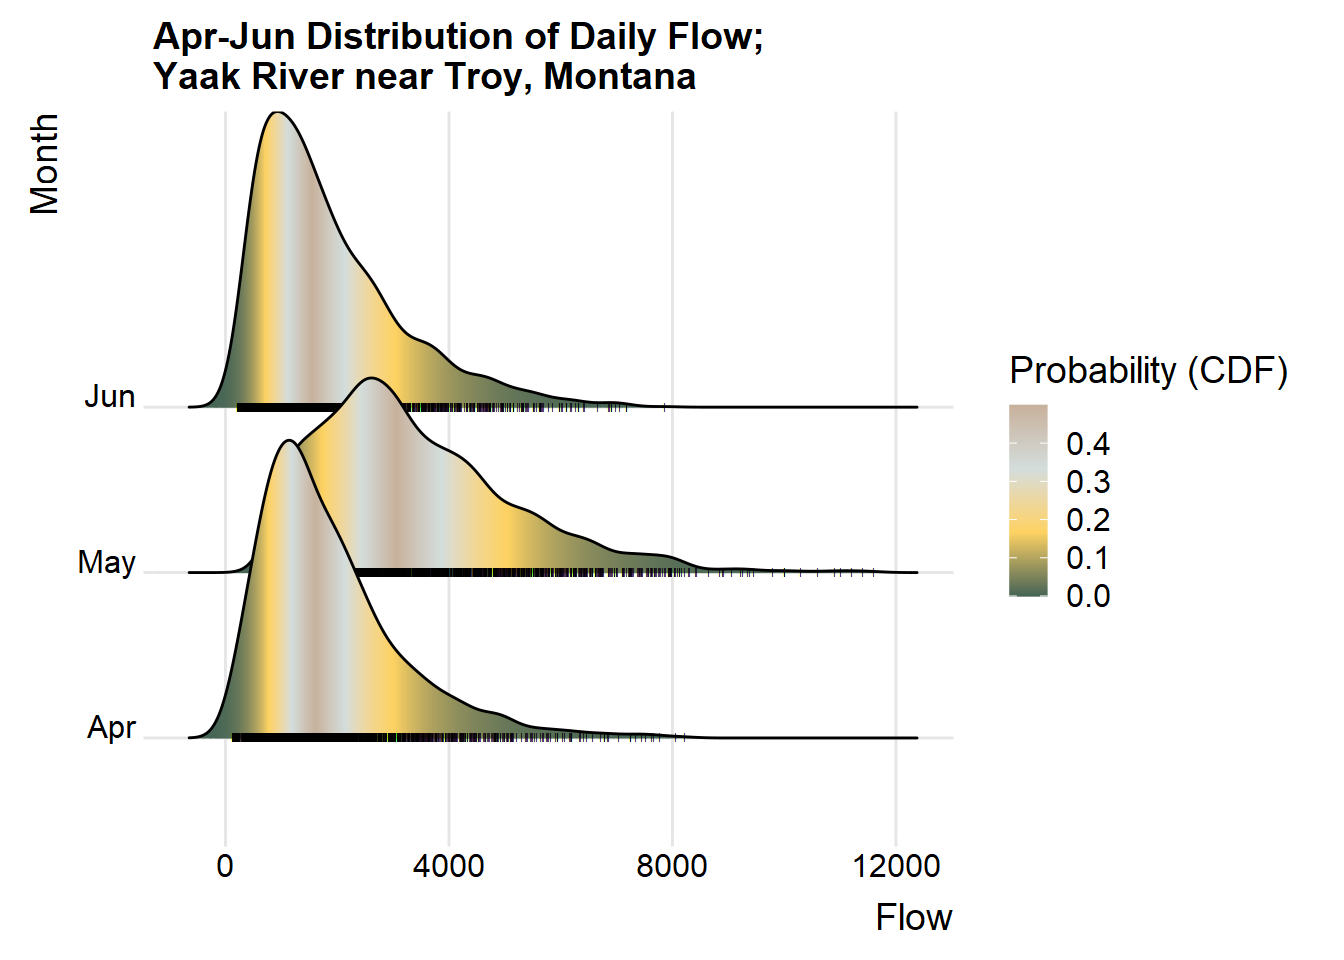 Apr-Jun Distribution of Daily Flow;
Yaak River near Troy, Montana
Month
Jun
May
Apr
0 4000 8000 12000
Flow
Probability (CDF)
0.4
0.3
0.2
0.1
0.0